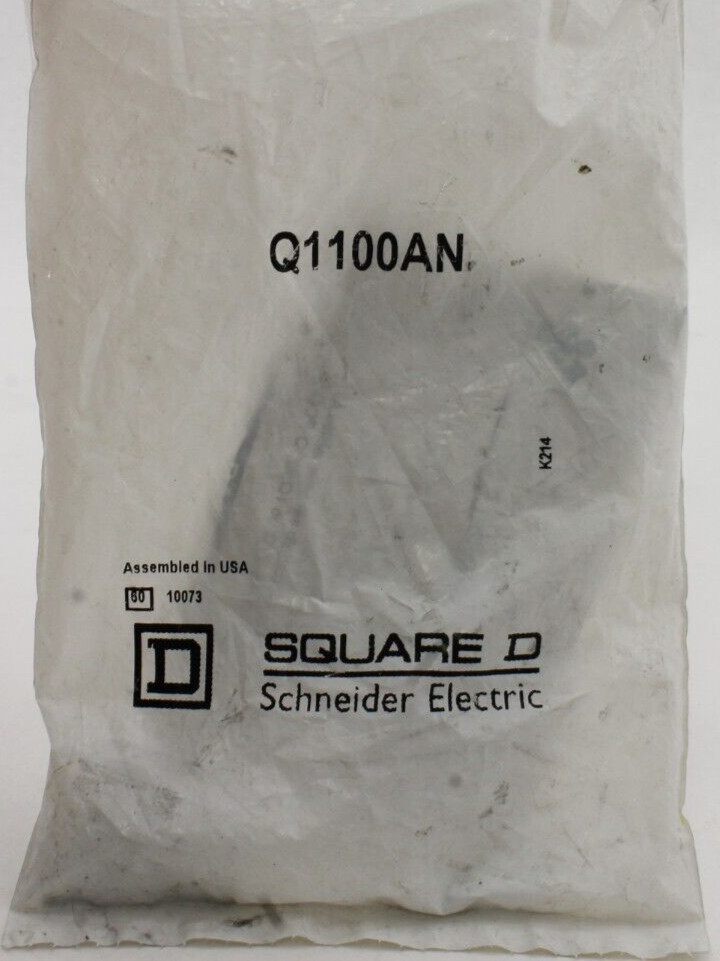 Q1100AN
K214
Assembled in USA
60 10073
D SQUARE D
Schneider Electric